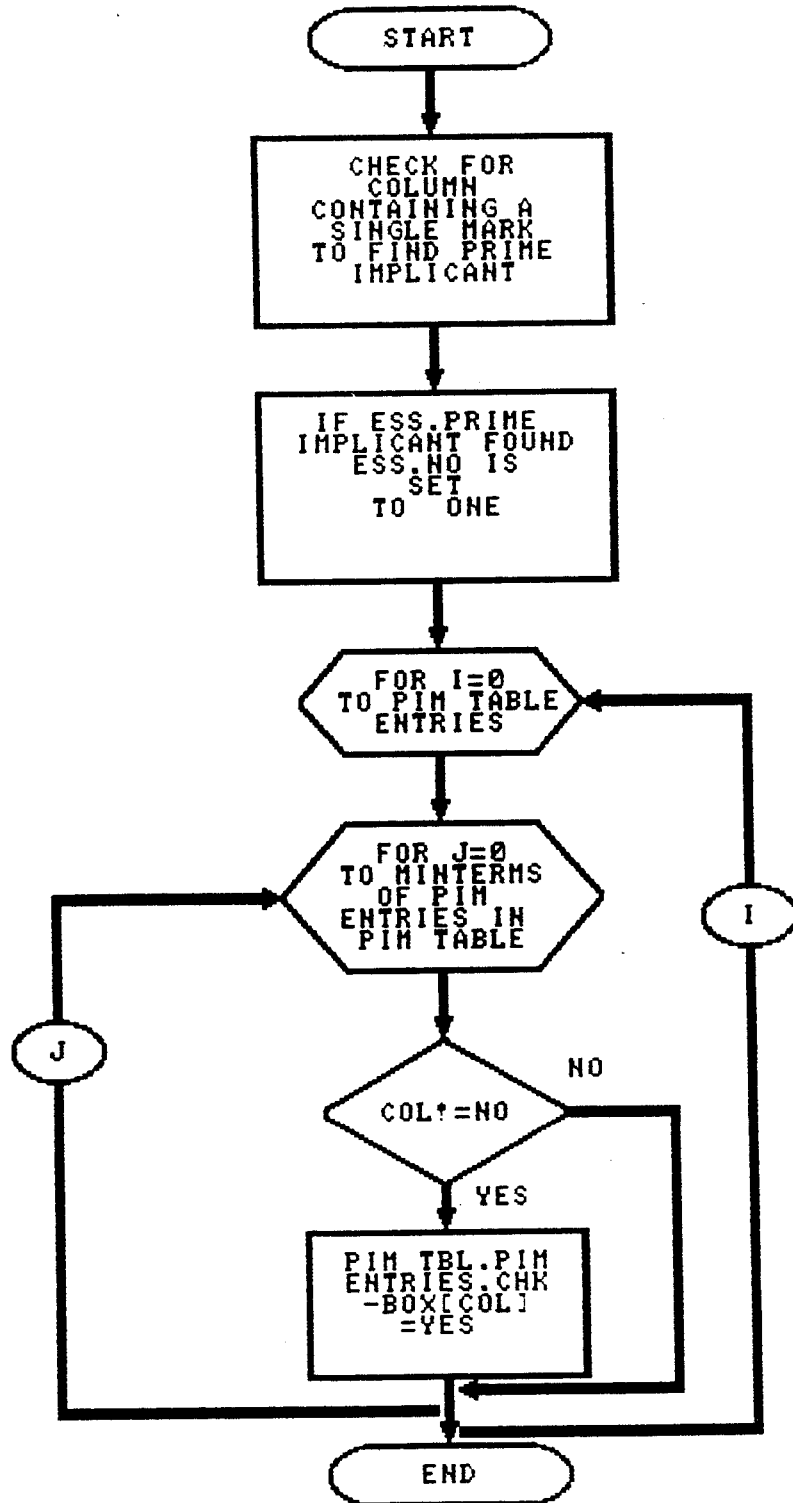 START
CHECK FOR
COLUMN
CONTAINING A
SINGLE MARK
TO FIND PRIME
IMPLICANT
IF ESS.PRIME
IMPLICANT FOUND
ESS.NO IS
SET
TO ONE
FOR I=0
TO PIM TABLE
ENTRIES
FOR J=0
TO MINTERMS
OF PIM
ENTRIES IN
PIM TABLE
I
J
NO
COL!=NO
YES
PIM TBL.PIM
ENTRIES.CHK
-BOX[COL]
=YES
END